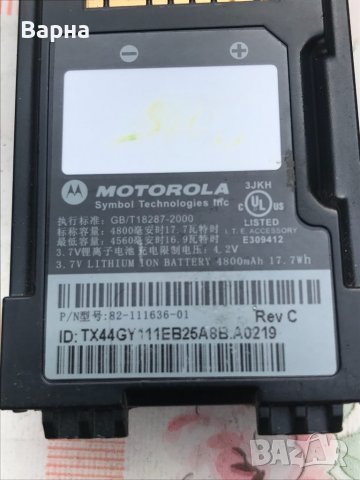 Варна
MOTOROLA
Symbol Technologies Inc
3JKH
c UL US
LISTED
I.T.E. ACCESSORY
E309412
执行标准: GB/T18287-2000
标称容量: 4800毫安时17.7瓦特时
最低容量: 4560毫安时16.9瓦特时
3.7V锂离子电池 充电限制电压: 4.2V
3.7V LITHIUM ION BATTERY 4800mAh 17.7Wh
P/N型号: 82-111636-01
Rev C
ID: TX44GY111EB25A8B.A0219
BAZAR